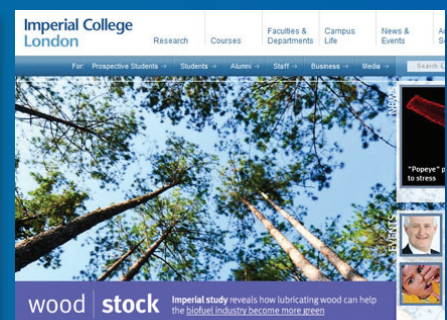 Imperial College
London
Research Courses Faculties & Departments Campus Life News & Events
For: Prospective Students → Students → Alumni → Staff → Business → Media → Search
NEWS
"Popeye" p
to stress
EVENTS
wood | stock
Imperial study reveals how lubricating wood can help
the biofuel industry become more green